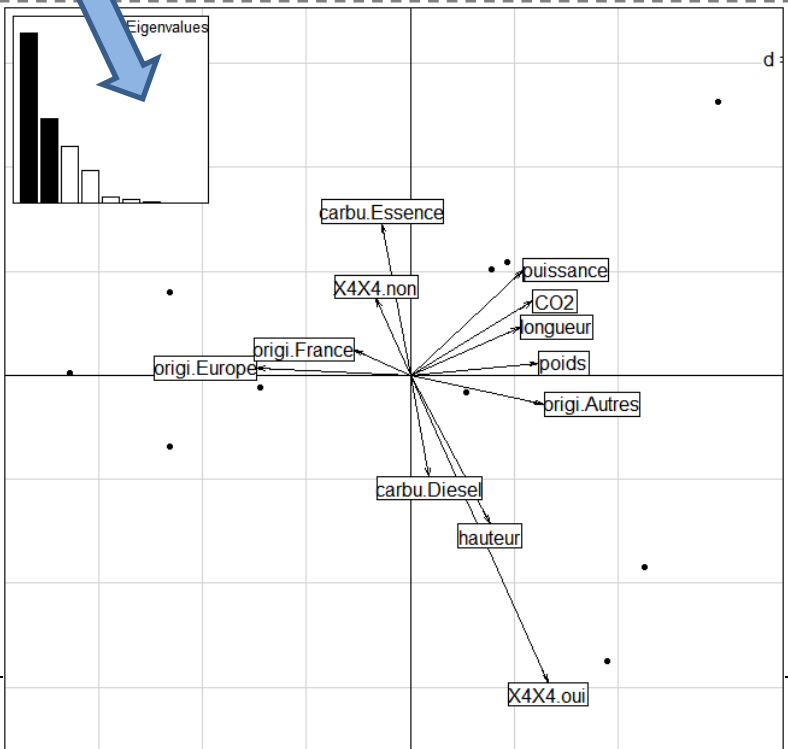 Eigenvalues
d =
carbu.Essence
puissance
X4X4.non
CO2
longueur
origi.France
poids
origi.Europe
origi.Autres
carbu.Diesel
hauteur
X4X4.oui